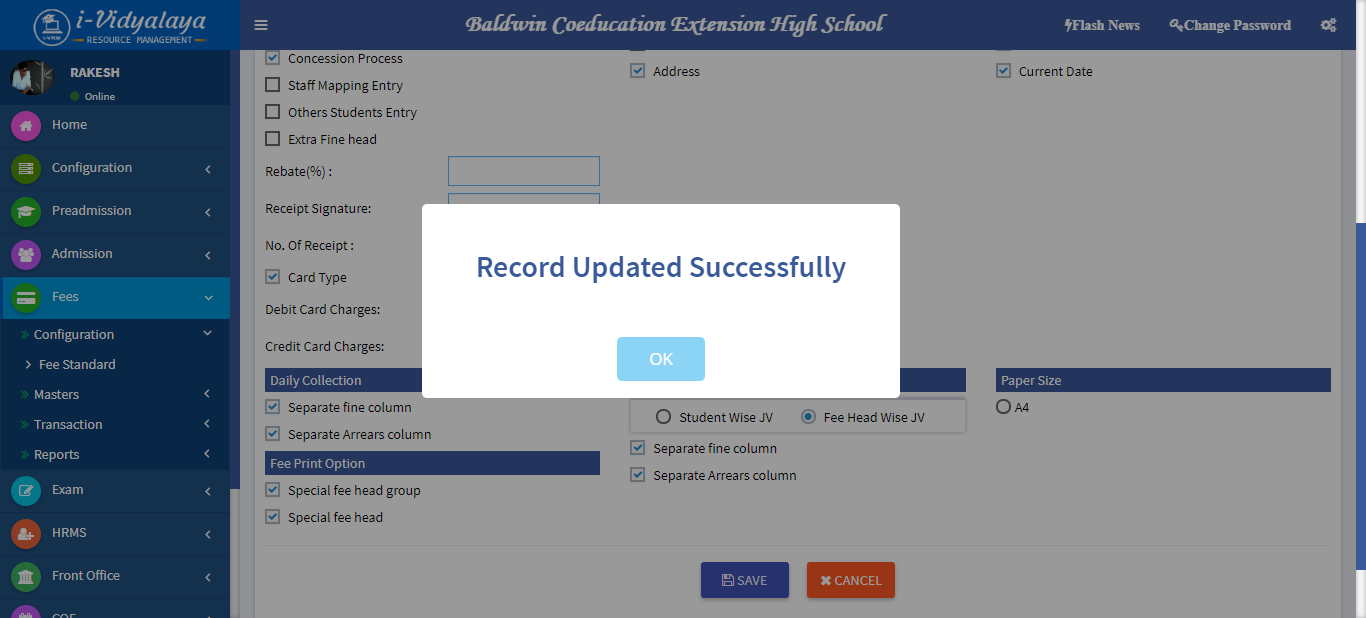 i-Vidyalaya
RESOURCE MANAGEMENT
i-VRM
Baldwin Coeducation Extension High School
Flash News
Change Password
RAKESH
Online
Home
Configuration
Preadmission
Admission
Fees
Configuration
Fee Standard
Masters
Transaction
Reports
Exam
HRMS
Front Office
Concession Process
Staff Mapping Entry
Others Students Entry
Extra Fine head
Rebate(%) :
Receipt Signature:
No. Of Receipt :
Card Type
Debit Card Charges:
Credit Card Charges:
Daily Collection
Separate fine column
Separate Arrears column
Fee Print Option
Special fee head group
Special fee head
Address
Student Wise JV
Fee Head Wise JV
Separate fine column
Separate Arrears column
Current Date
Paper Size
A4
Record Updated Successfully
OK
SAVE
CANCEL